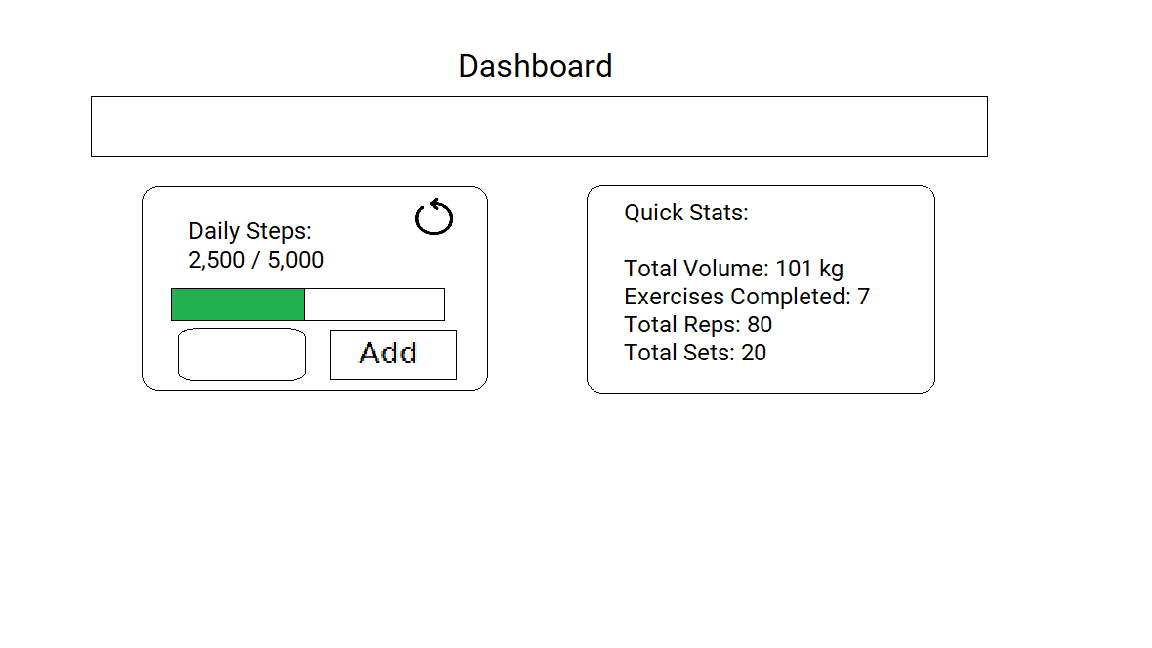 Dashboard
Daily Steps:
2,500 / 5,000
Add
Quick Stats:
Total Volume: 101 kg
Exercises Completed: 7
Total Reps: 80
Total Sets: 20